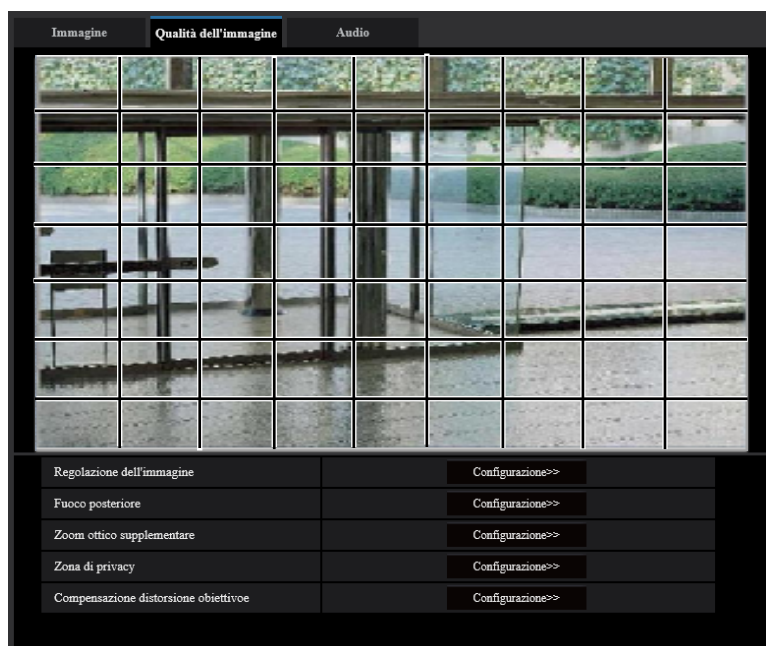 Immagine Qualità dell'immagine Audio
Regolazione dell'immagine Configurazione>>
Fuoco posteriore Configurazione>>
Zoom ottico supplementare Configurazione>>
Zona di privacy Configurazione>>
Compensazione distorsione obiettivoe Configurazione>>